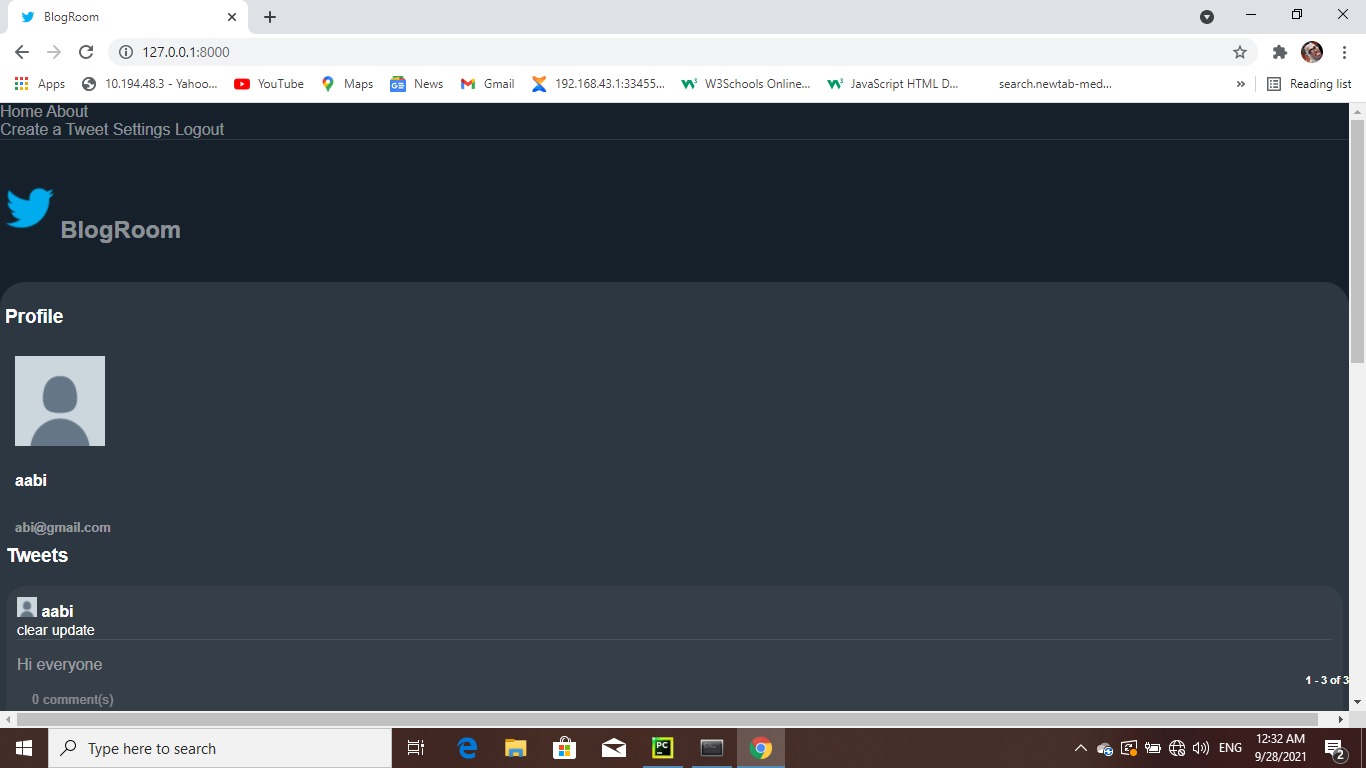 BlogRoom
127.0.0.1:8000
Apps 10.194.48.3 - Yahoo... YouTube Maps News Gmail 192.168.43.1:33455... W3Schools Online... JavaScript HTML D... search.newtab-med... » Reading list
Home About
Create a Tweet Settings Logout
BlogRoom
Profile
aabi
abi@gmail.com
Tweets
aabi
clear update
Hi everyone
1 - 3 of 3
0 comment(s)
Type here to search
PC
ENG
12:32 AM
9/28/2021
2